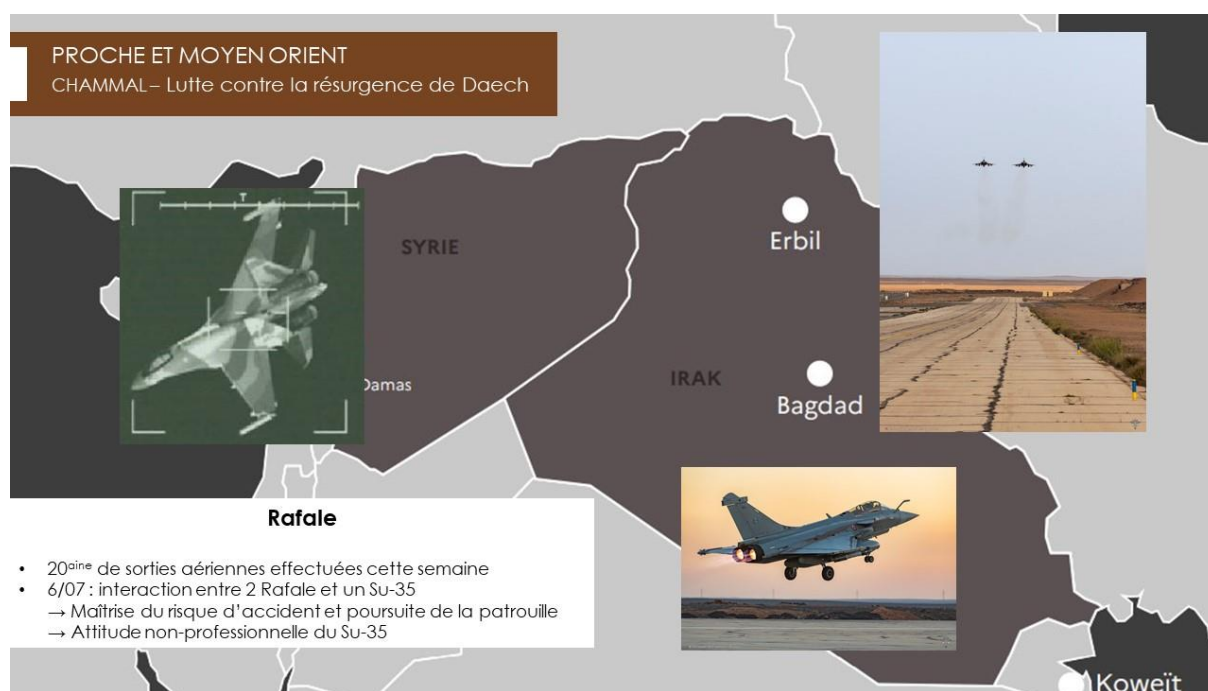 PROCHE ET MOYEN ORIENT
CHAMMAL – Lutte contre la résurgence de Daech
T
SYRIE
Erbil
Damas
IRAK
Bagdad
Rafale
• 20aine de sorties aériennes effectuées cette semaine
• 6/07 : interaction entre 2 Rafale et un Su-35
→ Maîtrise du risque d’accident et poursuite de la patrouille
→ Attitude non-professionnelle du Su-35
Koweït